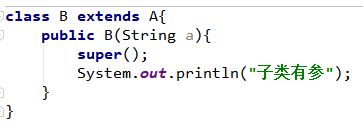 class B extends A{
    public B(String a){
        super();
        System.out.println("子类有参");
    }
}